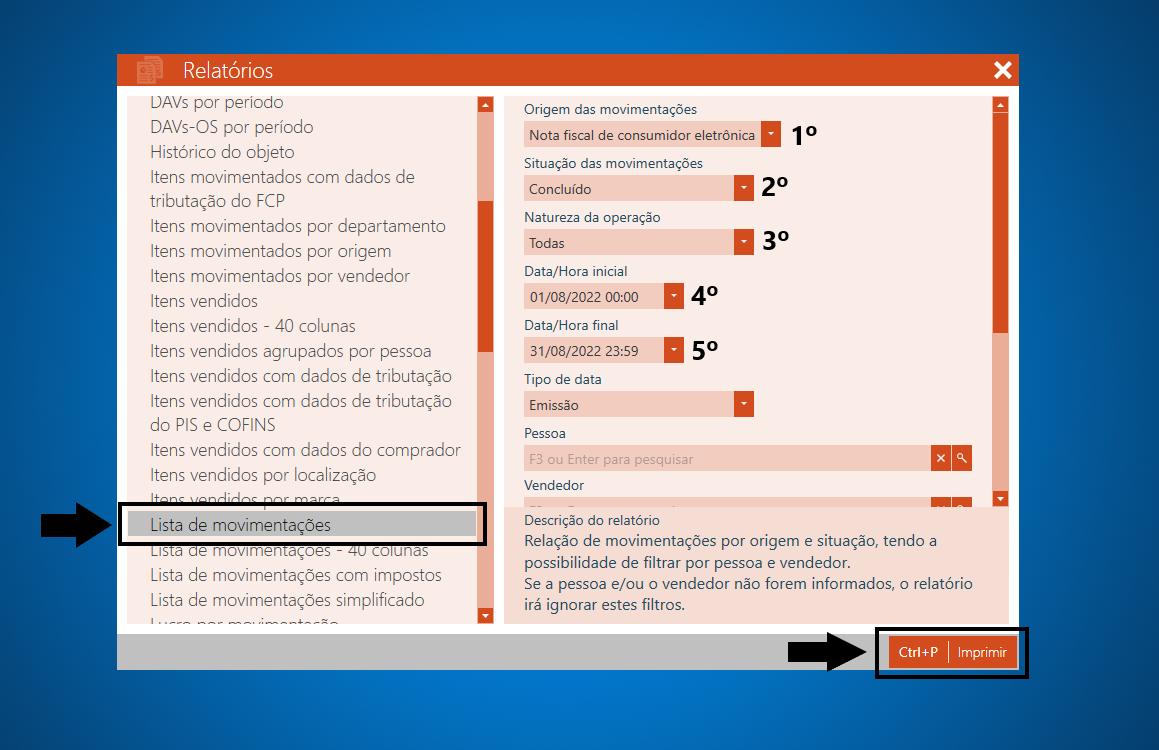 Relatórios
DAVs por período
DAVs-OS por período
Histórico do objeto
Itens movimentados com dados de
tributação do FCP
Itens movimentados por departamento
Itens movimentados por origem
Itens movimentados por vendedor
Itens vendidos
Itens vendidos - 40 colunas
Itens vendidos agrupados por pessoa
Itens vendidos com dados de tributação
Itens vendidos com dados de tributação
do PIS e COFINS
Itens vendidos com dados do comprador
Itens vendidos por localização
Itens vendidos por marca
Lista de movimentações
Lista de movimentações - 40 colunas
Lista de movimentações com impostos
Lista de movimentações simplificado
Lucro por movimentação
Origem das movimentações
Nota fiscal de consumidor eletrônica 1º
Situação das movimentações
Concluído 2º
Natureza da operação
Todas 3º
Data/Hora inicial
01/08/2022 00:00 4º
Data/Hora final
31/08/2022 23:59 5º
Tipo de data
Emissão
Pessoa
F3 ou Enter para pesquisar
Vendedor
Descrição do relatório
Relação de movimentações por origem e situação, tendo a
possibilidade de filtrar por pessoa e vendedor.
Se a pessoa e/ou o vendedor não forem informados, o relatório
irá ignorar estes filtros.
Ctrl+P Imprimir